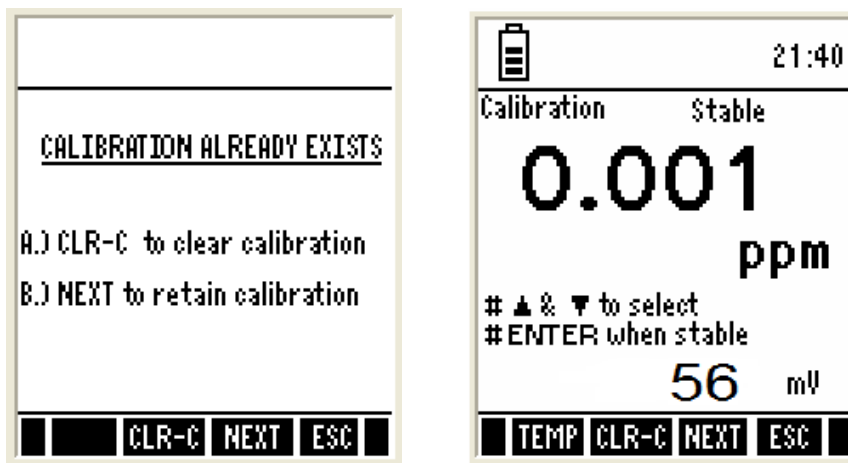 CALIBRATION ALREADY EXISTS
A.) CLR-C to clear calibration
B.) NEXT to retain calibration
CLR-C NEXT ESC
21:40
Calibration Stable
0.001
ppm
# ▲ & ▼ to select
# ENTER when stable
56 mV
TEMP CLR-C NEXT ESC